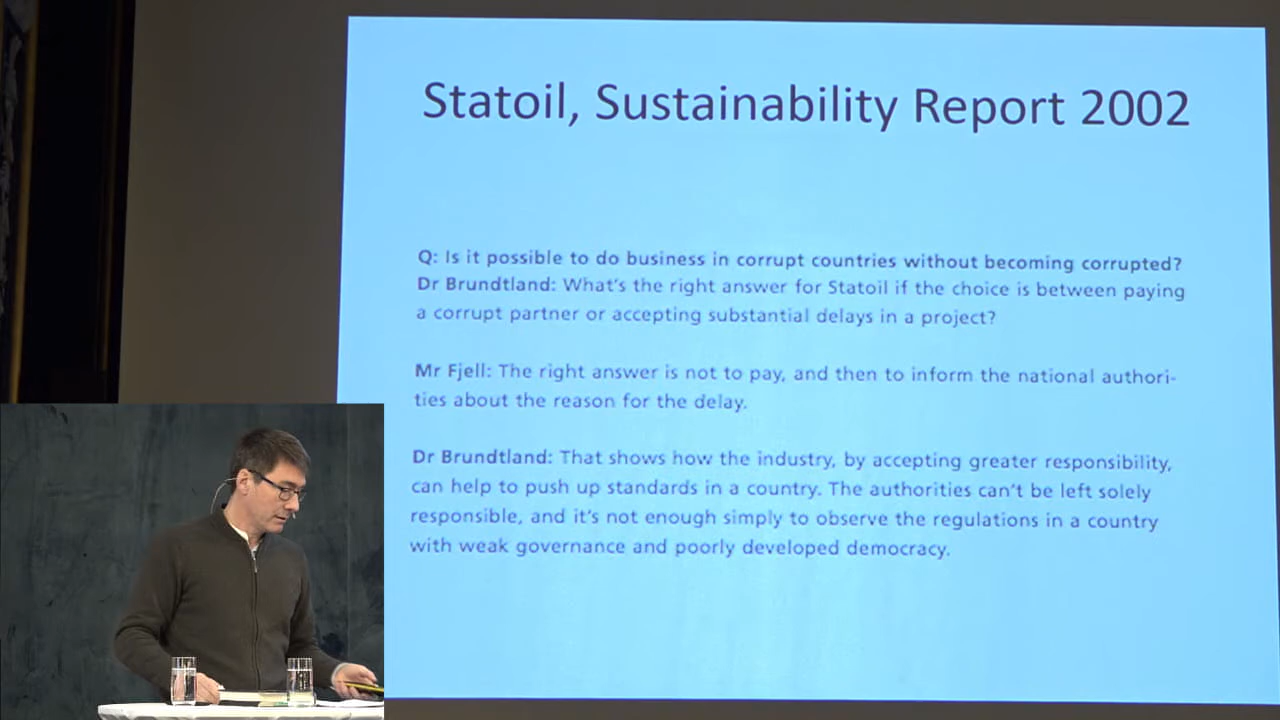 Statoil, Sustainability Report 2002
Q: Is it possible to do business in corrupt countries without becoming corrupted?
Dr Brundtland: What's the right answer for Statoil if the choice is between paying
a corrupt partner or accepting substantial delays in a project?
Mr Fjell: The right answer is not to pay, and then to inform the national authori-
ties about the reason for the delay.
Dr Brundtland: That shows how the industry, by accepting greater responsibility,
can help to push up standards in a country. The authorities can't be left solely
responsible, and it's not enough simply to observe the regulations in a country
with weak governance and poorly developed democracy.